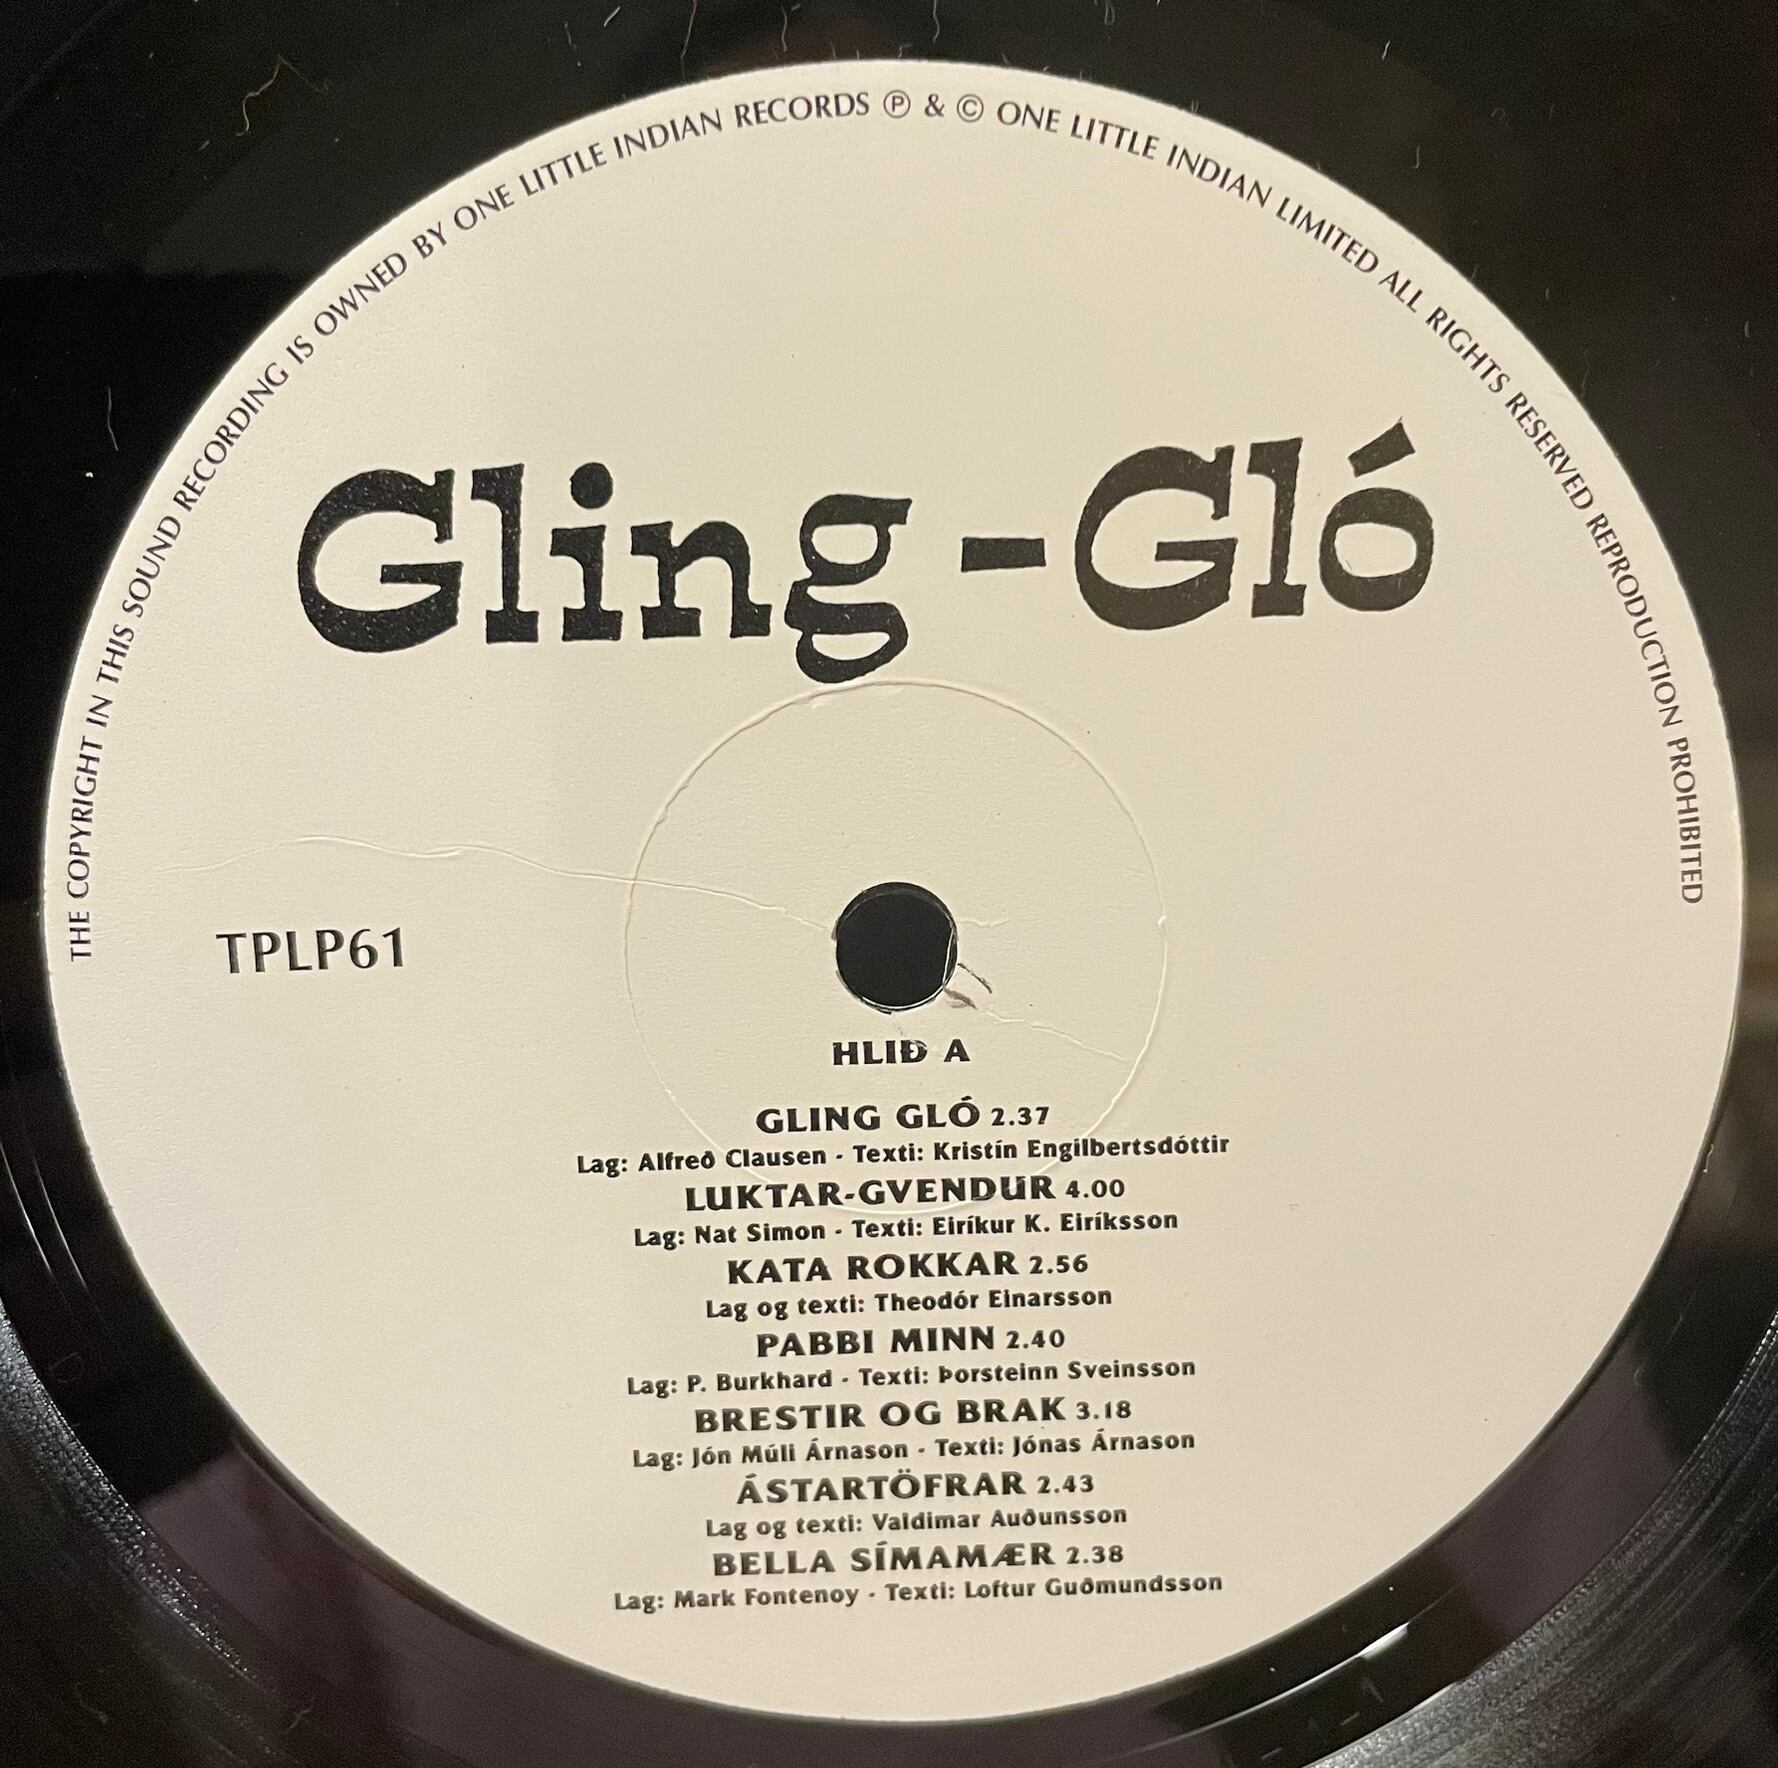 THE COPYRIGHT IN THIS SOUND RECORDING IS OWNED BY ONE LITTLE INDIAN RECORDS Ⓟ & © ONE LITTLE INDIAN LIMITED ALL RIGHTS RESERVED REPRODUCTION PROHIBITED
Gling-Gló
TPLP61
HLIÐ A
GLING GLÓ 2.37
Lag: Alfreð Clausen - Texti: Kristín Engilbertsdóttir
LUKTAR-GVENDUR 4.00
Lag: Nat Simon - Texti: Eiríkur K. Eiríksson
KATA ROKKAR 2.56
Lag og texti: Theodór Einarsson
PABBI MINN 2.40
Lag: P. Burkhard - Texti: Þorsteinn Sveinsson
BRESTIR OG BRAK 3.18
Lag: Jón Múli Árnason - Texti: Jónas Árnason
ÁSTARTÖFRAR 2.43
Lag og texti: Valdimar Auðunsson
BELLA SÍMAMÆR 2.38
Lag: Mark Fontenoy - Texti: Loftur Guðmundsson